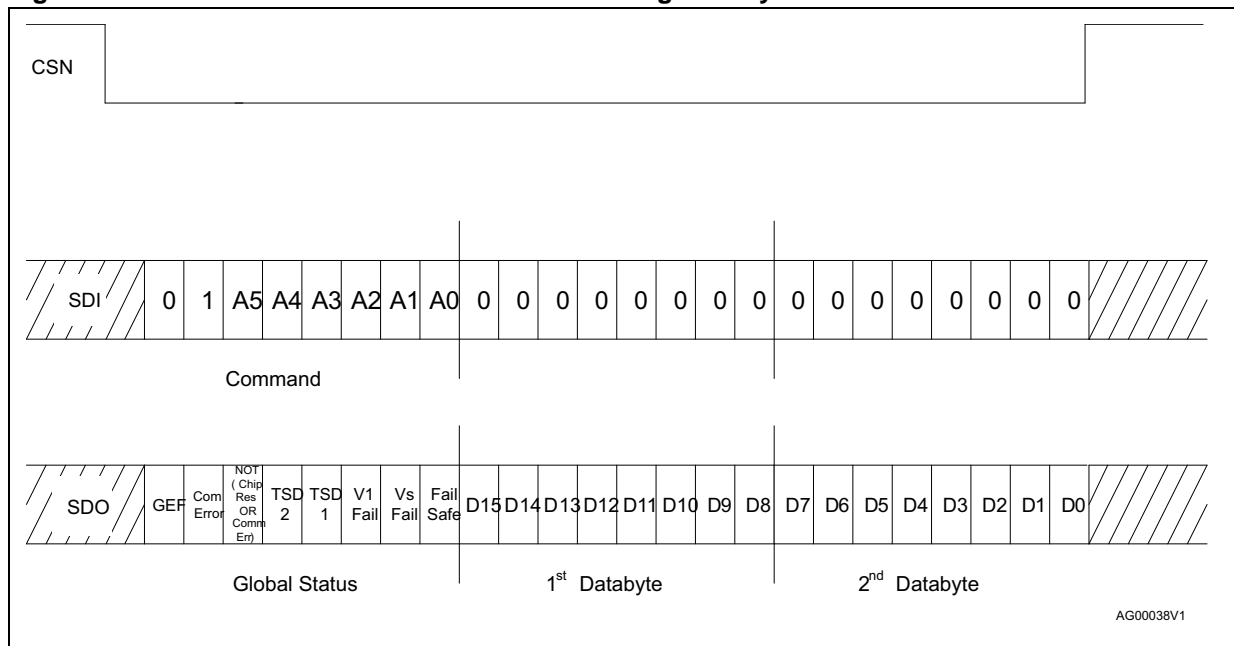 CSN
SDI 0 1 A5 A4 A3 A2 A1 A0 0 0 0 0 0 0 0 0 0 0 0 0 0 0 0 0
Command
SDO GEF Com Error NOT ( Chip Res OR Comm Err) TSD 2 TSD 1 V1 Fail Vs Fail Fail Safe D15 D14 D13 D12 D11 D10 D9 D8 D7 D6 D5 D4 D3 D2 D1 D0
Global Status 1st Databyte 2nd Databyte
AG00038V1